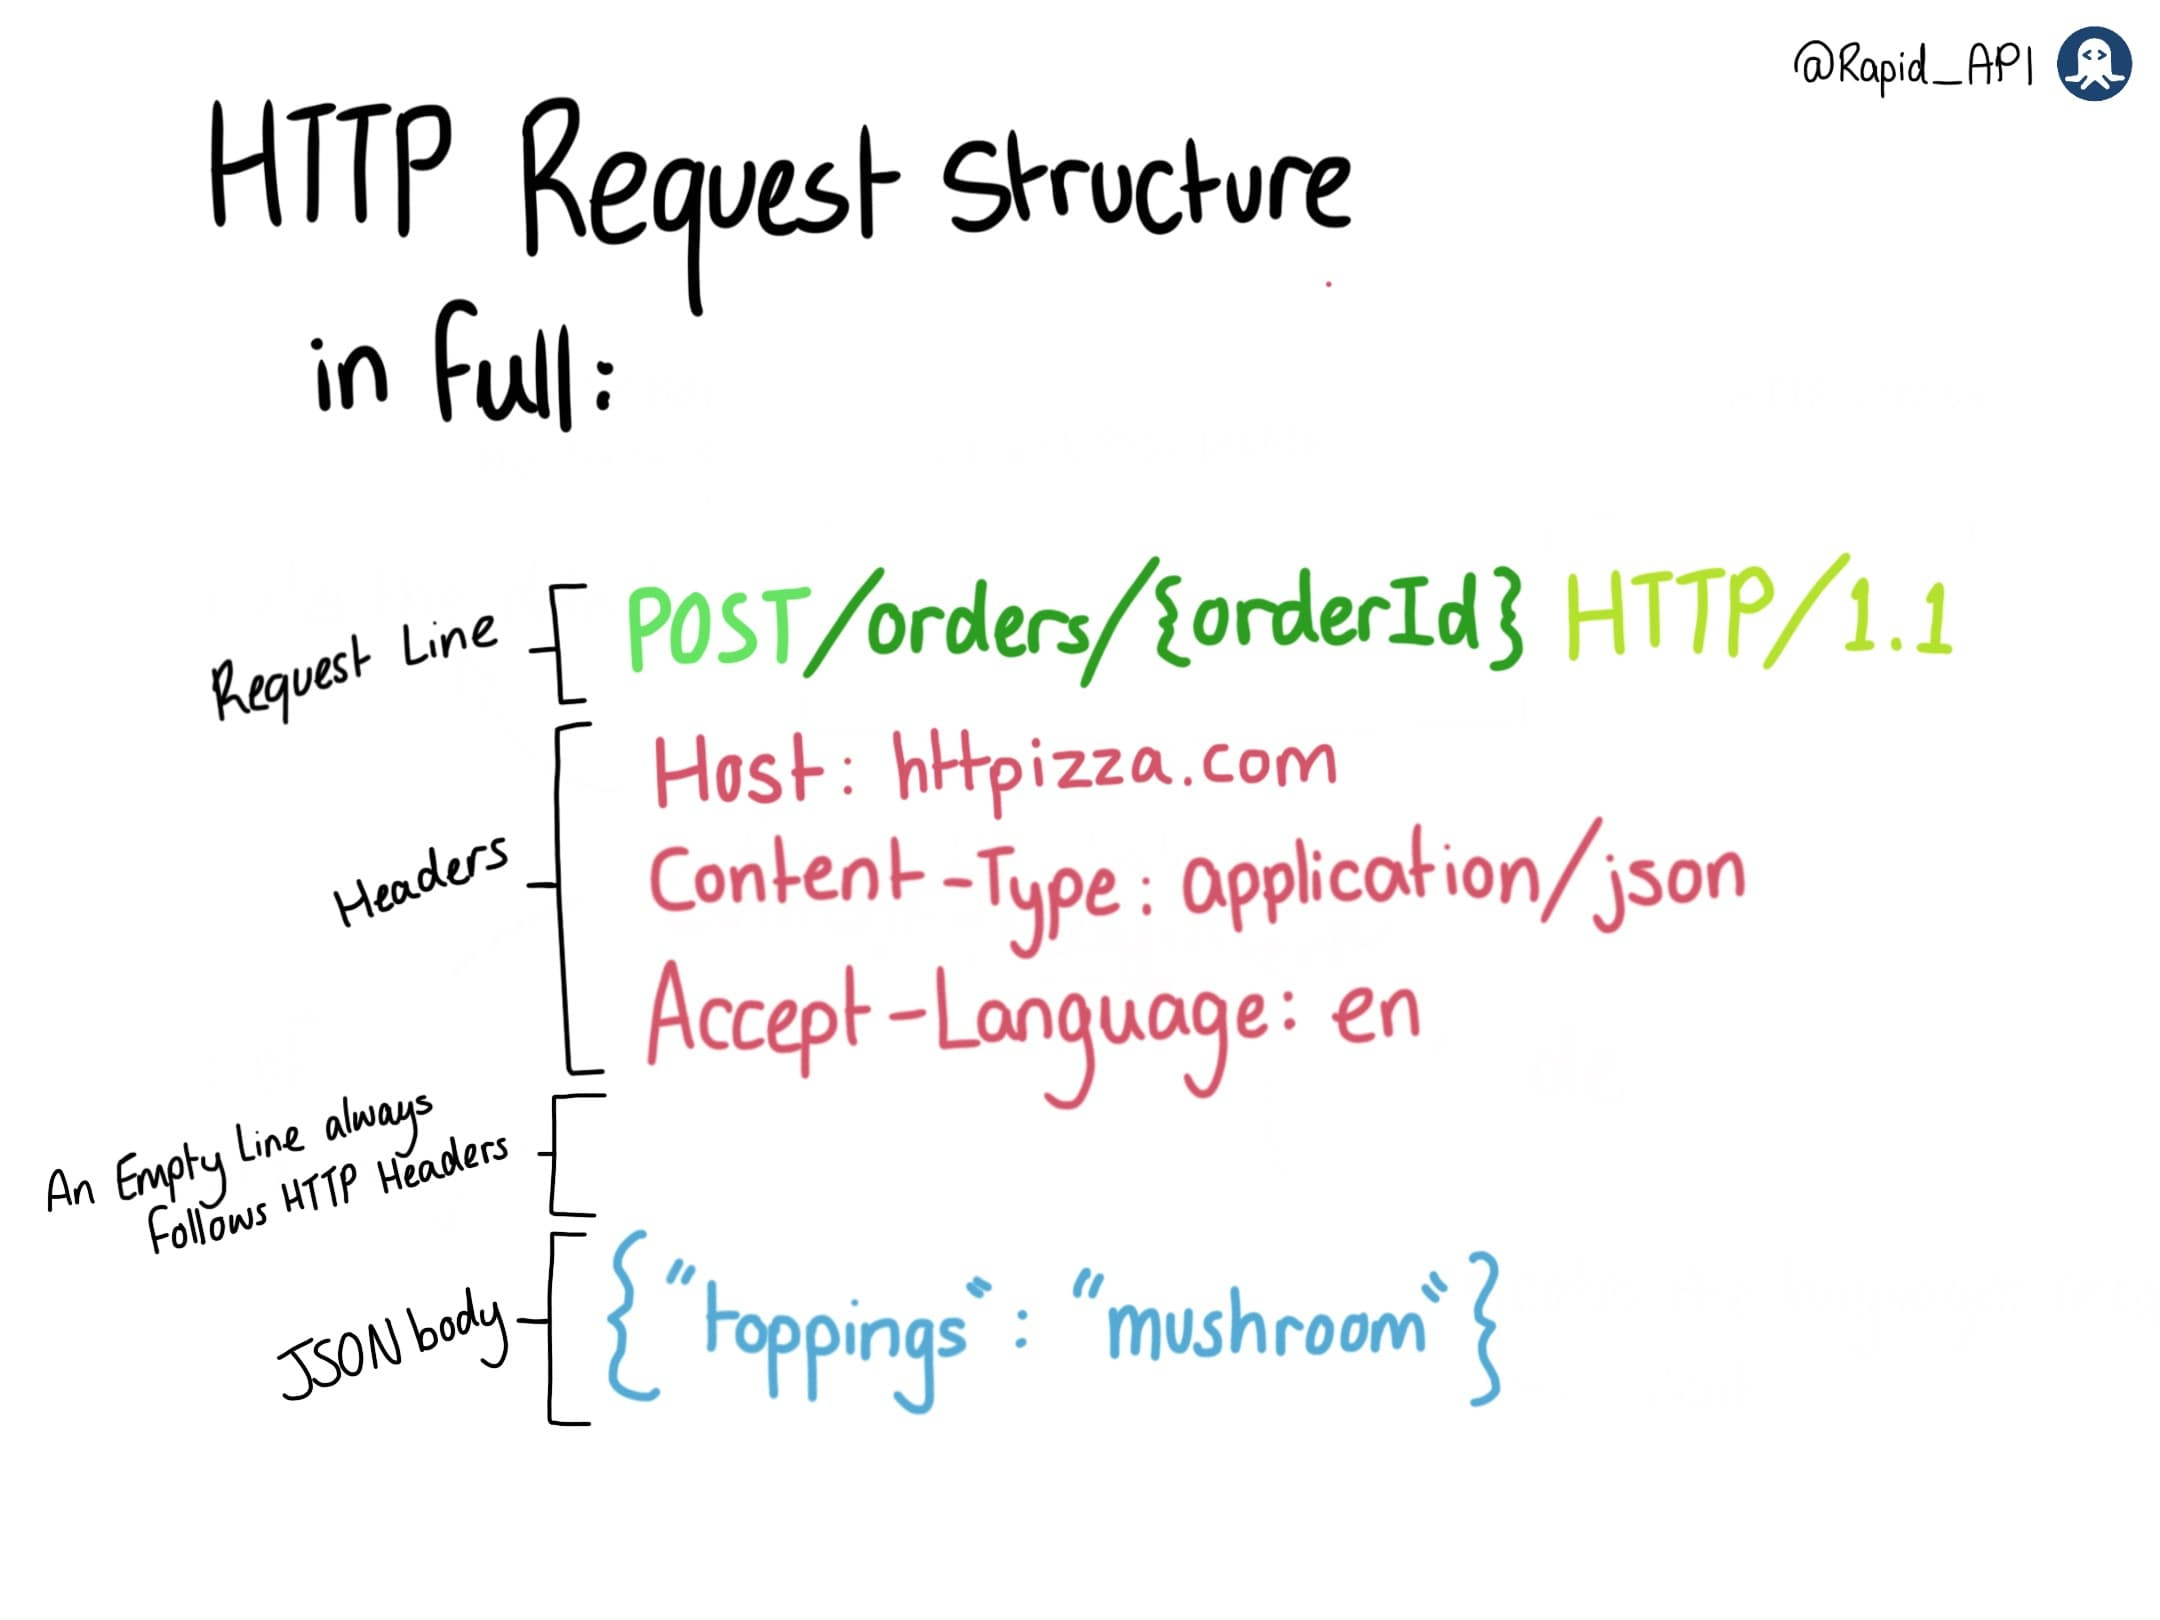 @Rapid_API
HTTP Request Structure
in Full:
Request Line
POST/orders/{orderId} HTTP/1.1
Headers
Host: httpizza.com
Content-Type: application/json
Accept-Language: en
An Empty Line always
Follows HTTP Headers
JSON body
{"toppings": "mushroom"}